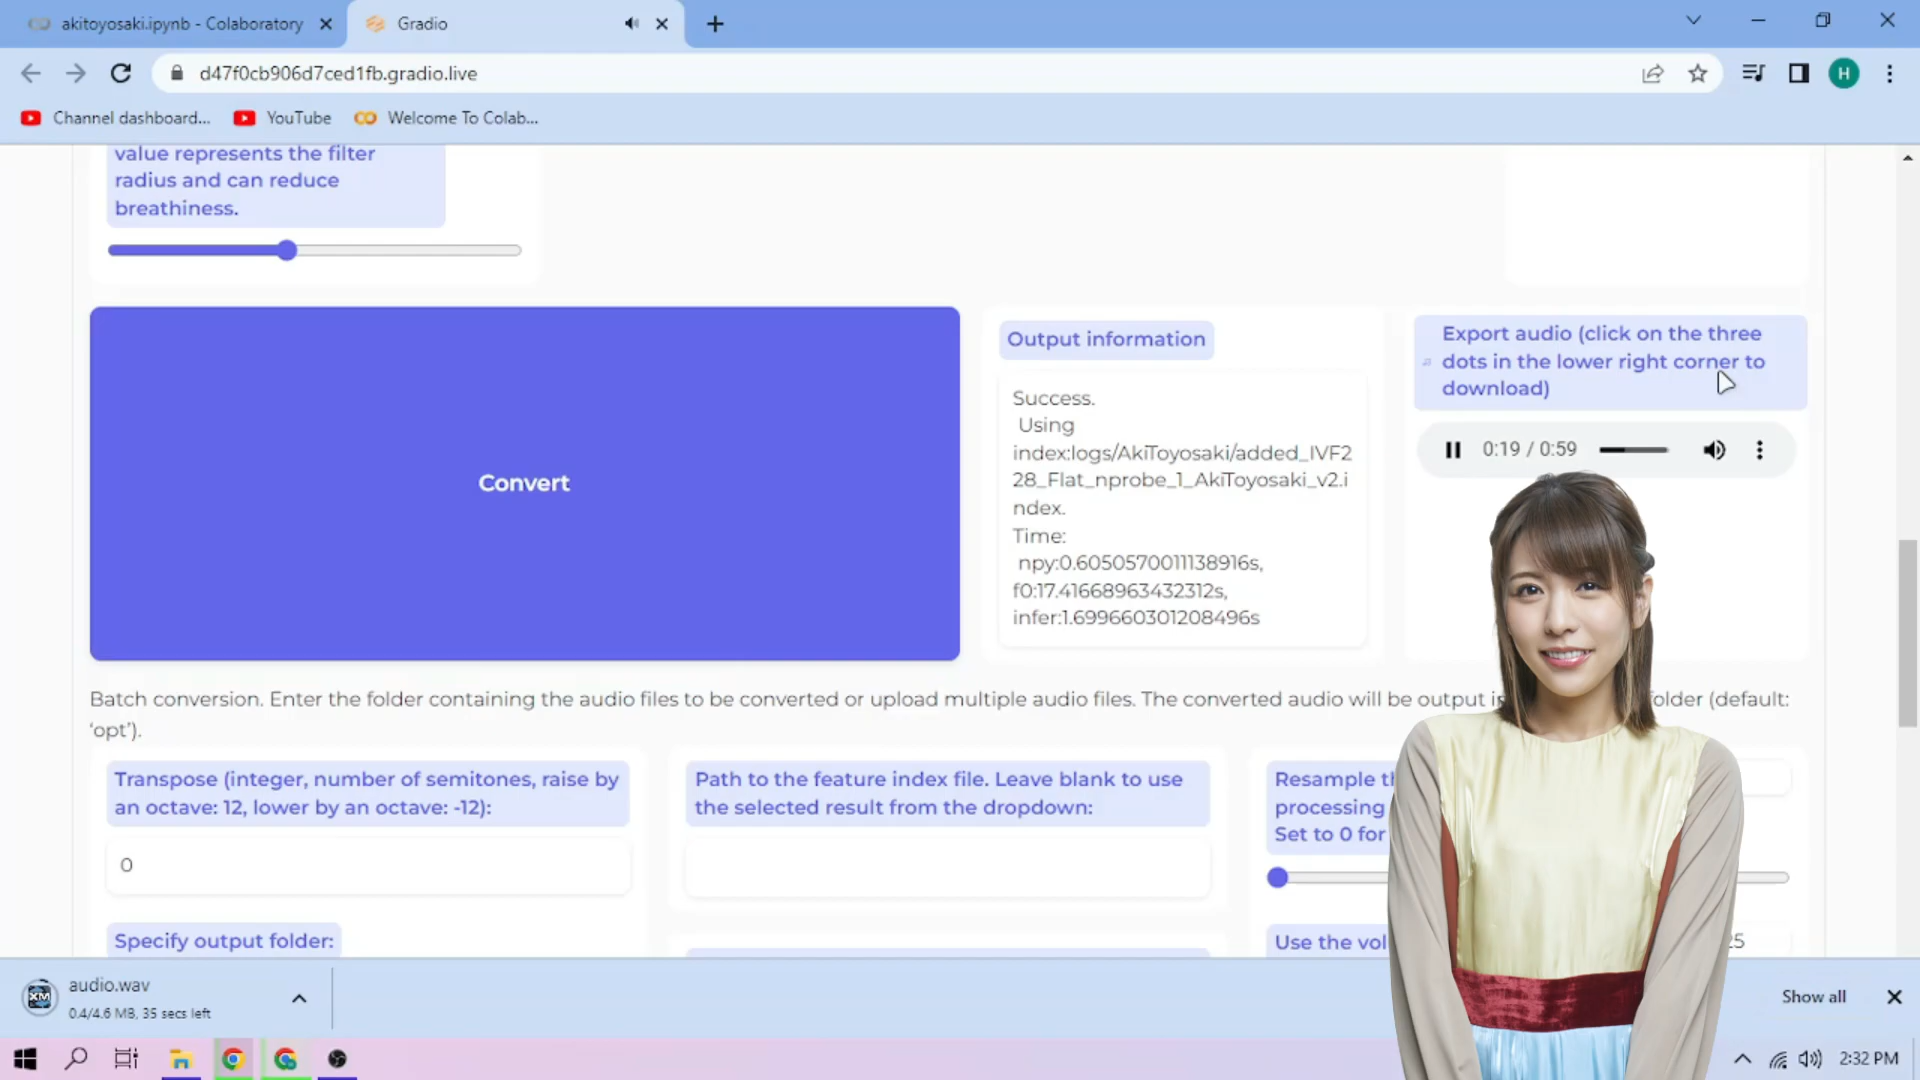 akitoyosaki.ipynb - Colaboratory
Gradio
d47f0cb906d7ced1fb.gradio.live
H
Channel dashboard...
YouTube
Welcome To Colab...
value represents the filter
radius and can reduce
breathiness.
Convert
Output information
Success.
Using
index:logs/AkiToyosaki/added_IVF2
28_Flat_nprobe_1_AkiToyosaki_v2.i
ndex.
Time:
npy:0.6050570011138916s,
f0:17.41668963432312s,
infer:1.699660301208496s
Export audio (click on the three
dots in the lower right corner to
download)
0:19 / 0:59
Batch conversion. Enter the folder containing the audio files to be converted or upload multiple audio files. The converted audio will be output in folder (default:
‘opt’).
Transpose (integer, number of semitones, raise by
an octave: 12, lower by an octave: -12):
0
Specify output folder:
Path to the feature index file. Leave blank to use
the selected result from the dropdown:
Resample th
processing
Set to 0 for
Use the vol
25
XM
audio.wav
0.4/4.6 MB, 35 secs left
Show all
2:32 PM